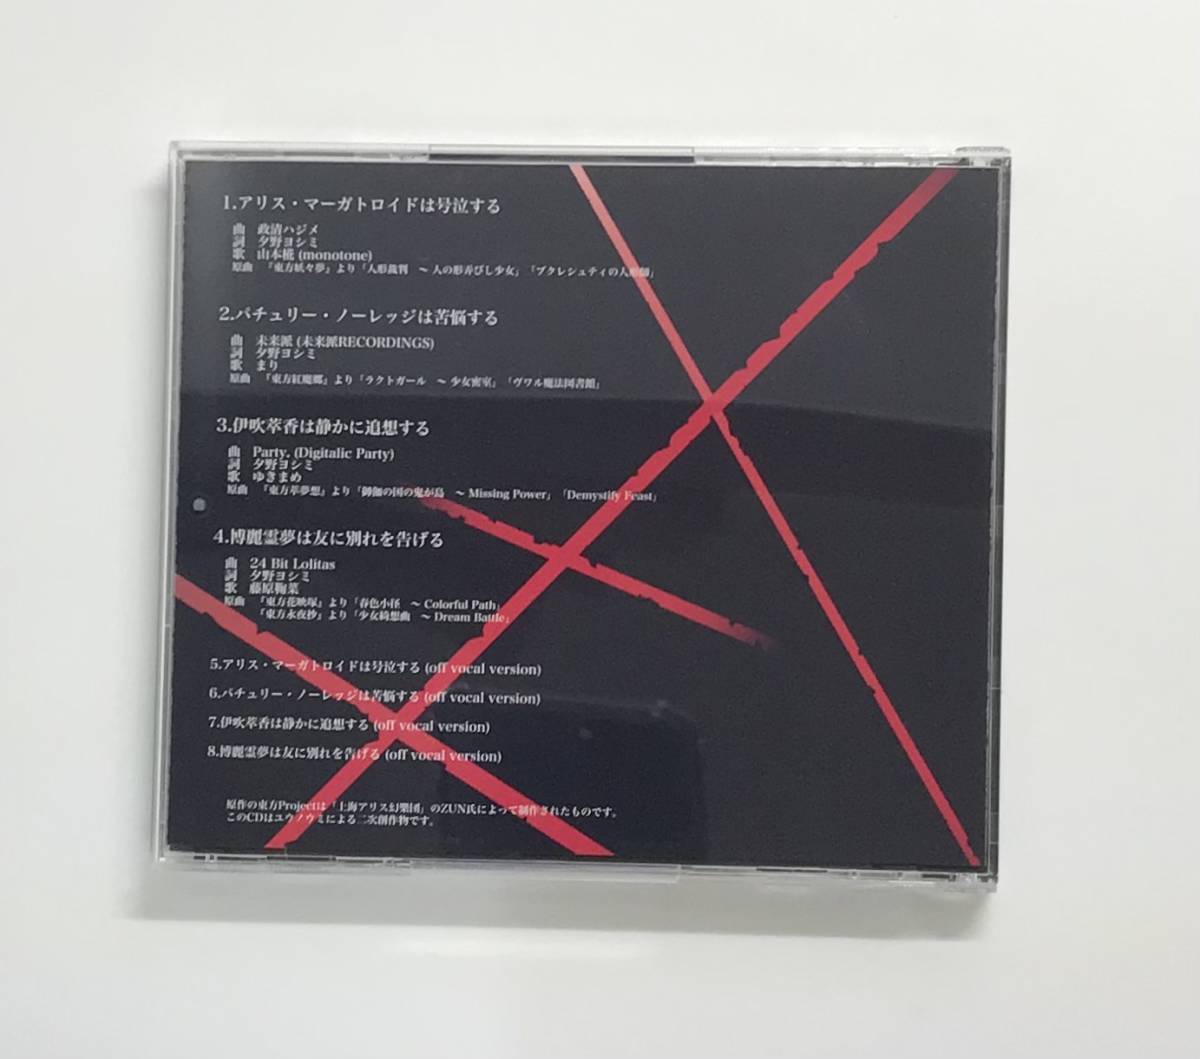 1.アリス・マーガトロイドは号泣する
曲 政清ハジメ
詞 夕野ヨシミ
歌 山本椛 (monotone)
原曲 『東方妖々夢』より「人形裁判 ～ 人の形弄びし少女」「ブクレシュティの人形師」
2.パチュリー・ノーレッジは苦悩する
曲 未来派 (未来派RECORDINGS)
詞 夕野ヨシミ
歌 まり
原曲 『東方紅魔郷』より「ラクトガール ～ 少女密室」「ヴワル魔法図書館」
3.伊吹萃香は静かに追想する
曲 Party. (Digitalic Party)
詞 夕野ヨシミ
歌 ゆきまめ
原曲 『東方萃夢想』より「御伽の国の鬼が島 ～ Missing Power」「Demystify Feast」
4.博麗霊夢は友に別れを告げる
曲 24 Bit Lolitas
詞 夕野ヨシミ
歌 藤原鞠菜
原曲 『東方花映塚』より「春色小径 ～ Colorful Path」
『東方永夜抄』より「少女綺想曲 ～ Dream Battle」
5.アリス・マーガトロイドは号泣する (off vocal version)
6.パチュリー・ノーレッジは苦悩する (off vocal version)
7.伊吹萃香は静かに追想する (off vocal version)
8.博麗霊夢は友に別れを告げる (off vocal version)
原作の東方Projectは「上海アリス幻樂団」のZUN氏によって制作されたものです。
このCDはユウノウミによる二次創作物です。